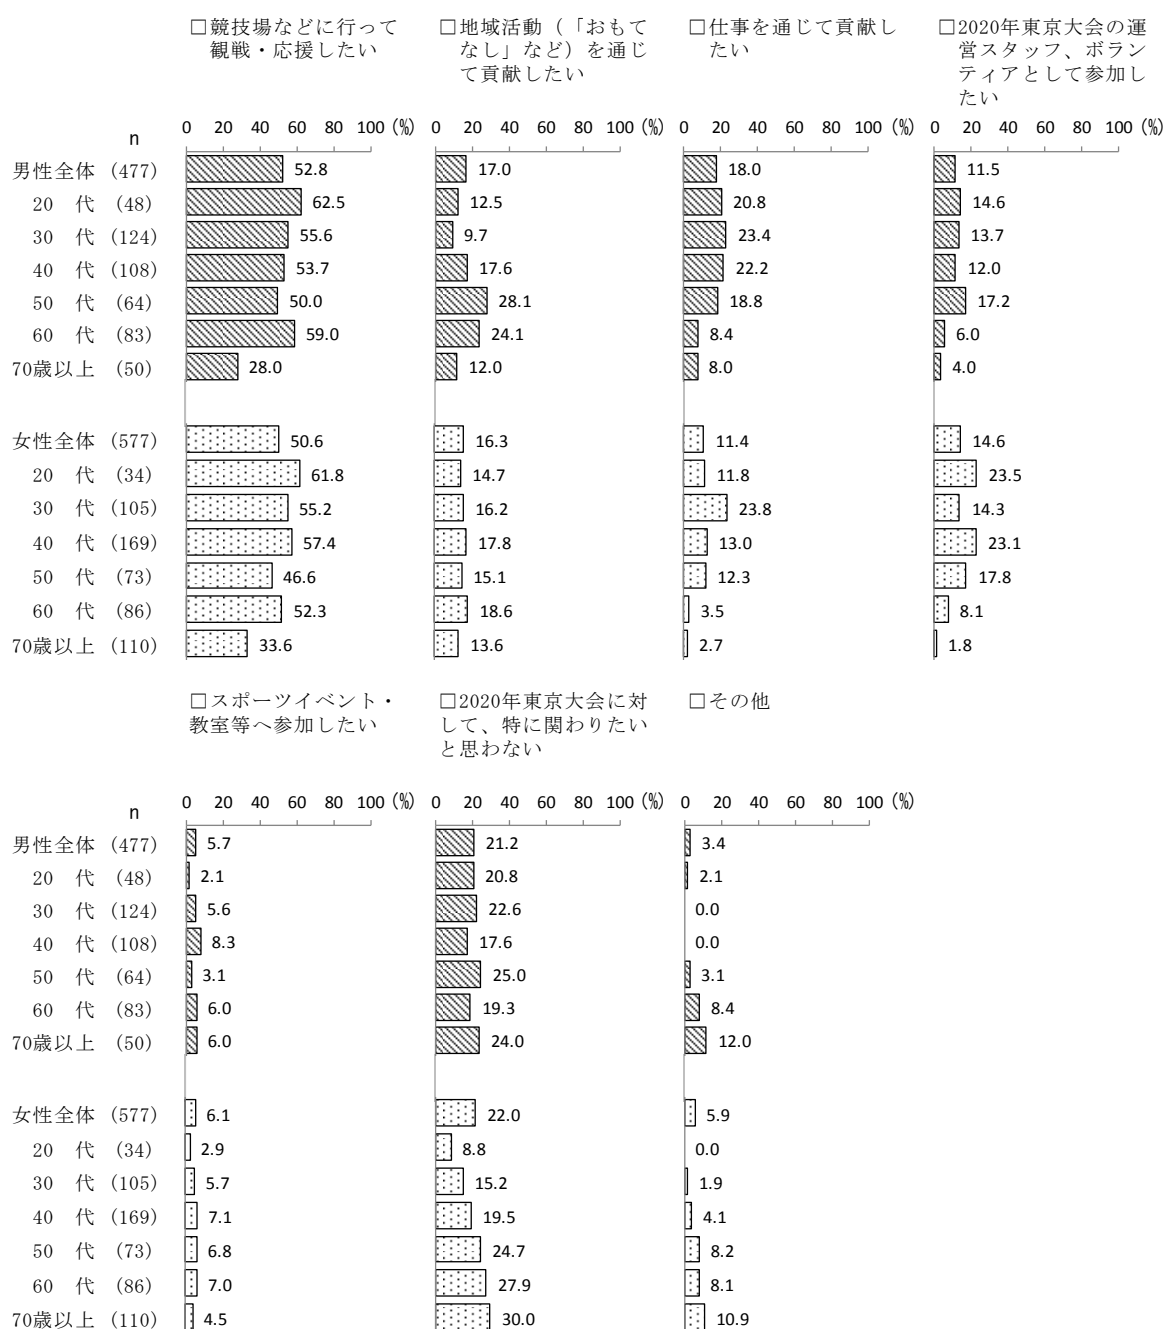 □競技場などに行って
観戦・応援したい
□地域活動（「おもて
なし」など）を通じ
て貢献したい
□仕事を通じて貢献し
たい
□2020年東京大会の運
営スタッフ、ボラン
ティアとして参加し
たい
n 0 20 40 60 80 100 (%) 0 20 40 60 80 100 (%) 0 20 40 60 80 100 (%) 0 20 40 60 80 100 (%)
男性全体 (477) 52.8 17.0 18.0 11.5
20 代 (48) 62.5 12.5 20.8 14.6
30 代 (124) 55.6 9.7 23.4 13.7
40 代 (108) 53.7 17.6 22.2 12.0
50 代 (64) 50.0 28.1 18.8 17.2
60 代 (83) 59.0 24.1 8.4 6.0
70歳以上 (50) 28.0 12.0 8.0 4.0
女性全体 (577) 50.6 16.3 11.4 14.6
20 代 (34) 61.8 14.7 11.8 23.5
30 代 (105) 55.2 16.2 23.8 14.3
40 代 (169) 57.4 17.8 13.0 23.1
50 代 (73) 46.6 15.1 12.3 17.8
60 代 (86) 52.3 18.6 3.5 8.1
70歳以上 (110) 33.6 13.6 2.7 1.8
□スポーツイベント・
教室等へ参加したい
□2020年東京大会に対
して、特に関わりたい
と思わない
□その他
n 0 20 40 60 80 100 (%) 0 20 40 60 80 100 (%) 0 20 40 60 80 100 (%)
男性全体 (477) 5.7 21.2 3.4
20 代 (48) 2.1 20.8 2.1
30 代 (124) 5.6 22.6 0.0
40 代 (108) 8.3 17.6 0.0
50 代 (64) 3.1 25.0 3.1
60 代 (83) 6.0 19.3 8.4
70歳以上 (50) 6.0 24.0 12.0
女性全体 (577) 6.1 22.0 5.9
20 代 (34) 2.9 8.8 0.0
30 代 (105) 5.7 15.2 1.9
40 代 (169) 7.1 19.5 4.1
50 代 (73) 6.8 24.7 8.2
60 代 (86) 7.0 27.9 8.1
70歳以上 (110) 4.5 30.0 10.9